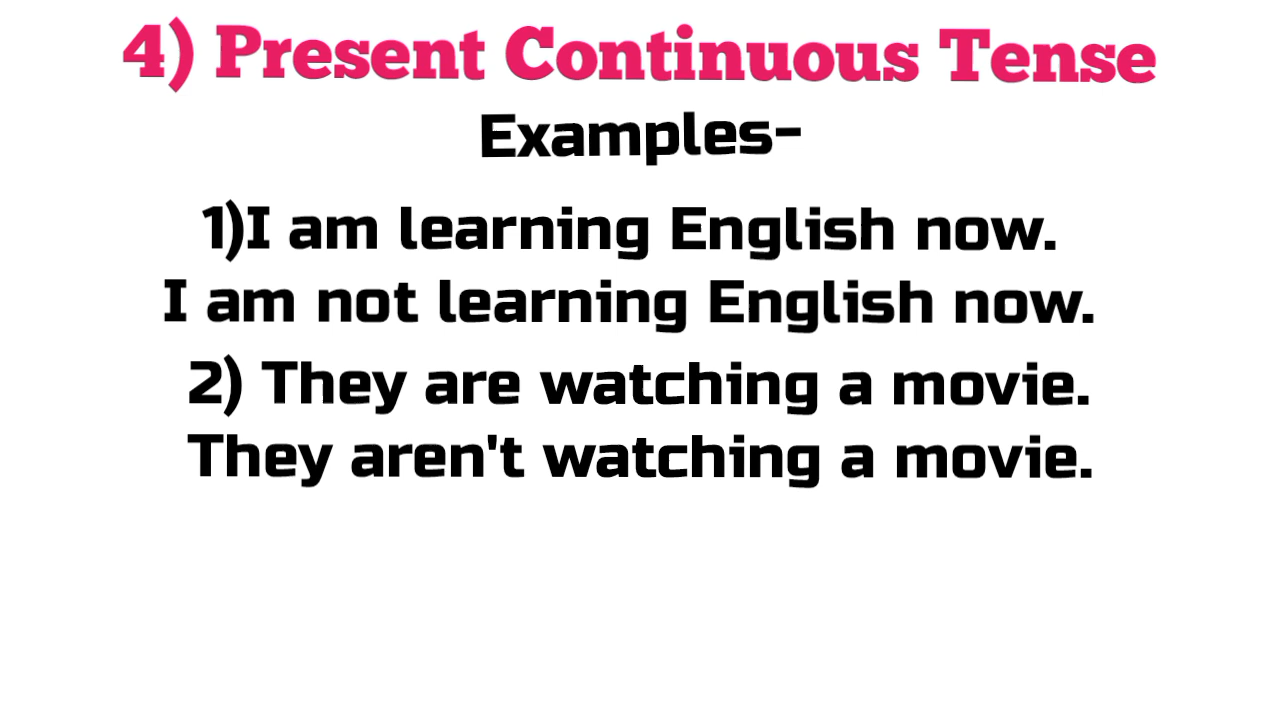 4) Present Continuous Tense
Examples-
1)I am learning English now.
I am not learning English now.
2) They are watching a movie.
They aren't watching a movie.